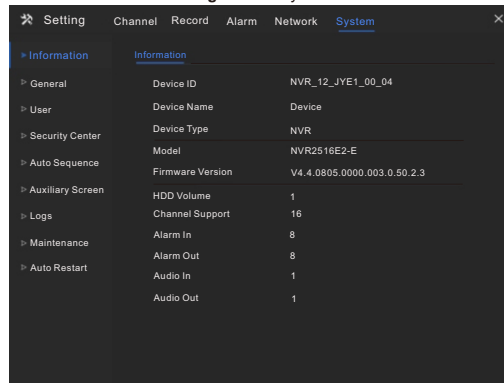 Setting Channel Record Alarm Network System ×
Information
Information
General
User
Security Center
Auto Sequence
Auxiliary Screen
Logs
Maintenance
Auto Restart
Device ID NVR_12_JYE1_00_04
Device Name Device
Device Type NVR
Model NVR2516E2-E
Firmware Version V4.4.0805.0000.003.0.50.2.3
HDD Volume 1
Channel Support 16
Alarm In 8
Alarm Out 8
Audio In 1
Audio Out 1